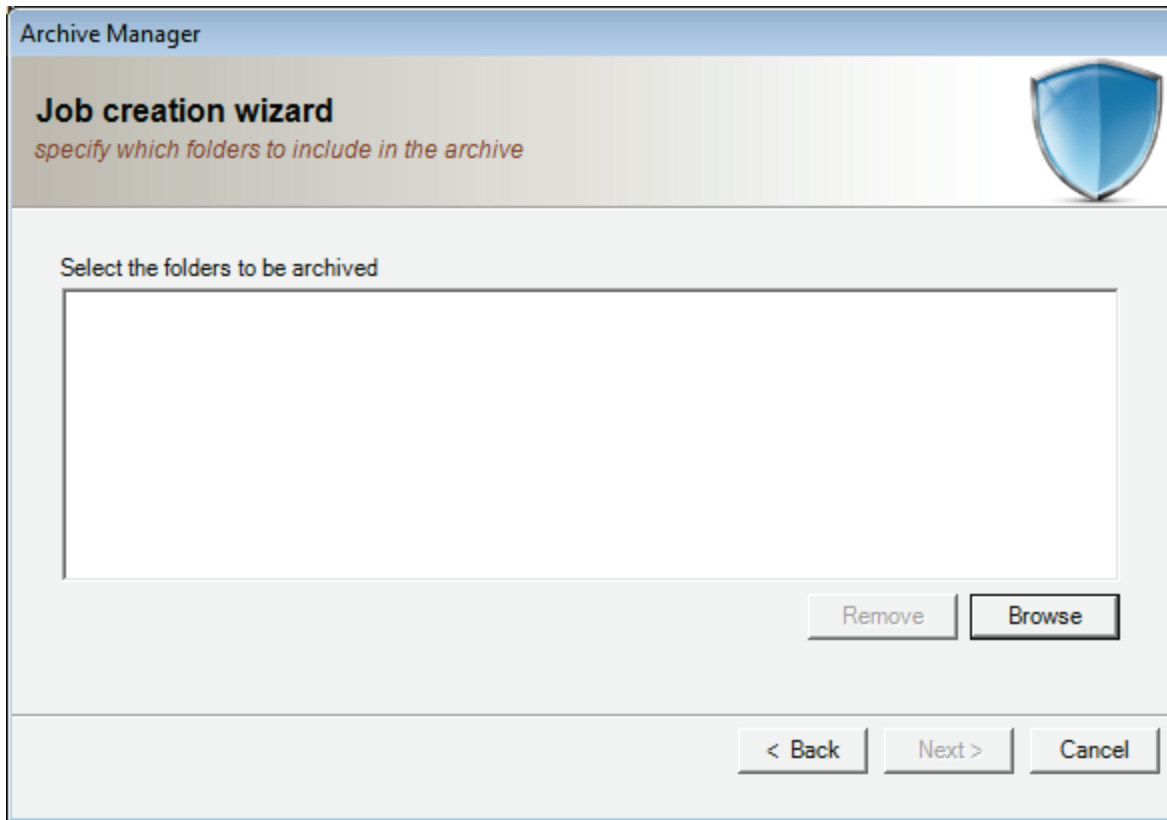 Archive Manager
Job creation wizard
specify which folders to include in the archive
Select the folders to be archived
Remove Browse
< Back Next > Cancel